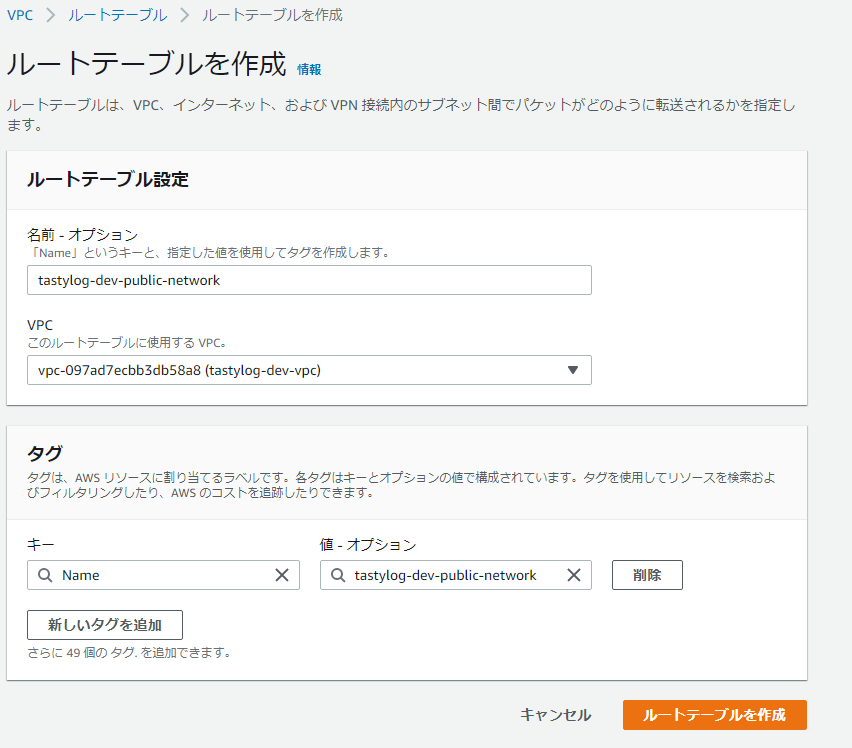 VPC > ルートテーブル > ルートテーブルを作成
ルートテーブルを作成 情報
ルートテーブルは、VPC、インターネット、および VPN 接続内のサブネット間でパケットがどのように転送されるかを指定し
ます。
ルートテーブル設定
名前 - オプション
「Name」というキーと、指定した値を使用してタグを作成します。
tastylog-dev-public-network
VPC
このルートテーブルに使用する VPC。
vpc-097ad7ecbb3db58a8 (tastylog-dev-vpc)
タグ
タグは、AWS リソースに割り当てるラベルです。各タグはキーとオプションの値で構成されています。タグを使用してリソースを検索およ
びフィルタリングしたり、AWS のコストを追跡したりできます。
キー 値 - オプション
Name tastylog-dev-public-network 削除
新しいタグを追加
さらに 49 個の タグ. を追加できます。
キャンセル ルートテーブルを作成